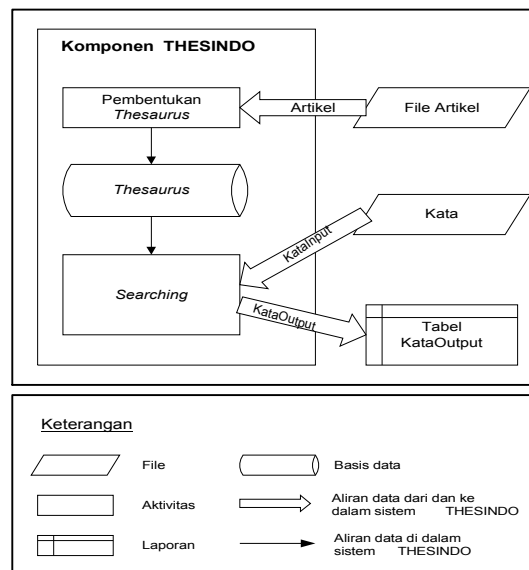 Komponen THESINDO
Pembentukan
Thesaurus
Artikel
File Artikel
Thesaurus
Kata
KataInput
Searching
KataOutput
Tabel
KataOutput
Keterangan
File
Basis data
Aktivitas
Aliran data dari dan ke
dalam sistem THESINDO
Laporan
Aliran data di dalam
sistem THESINDO